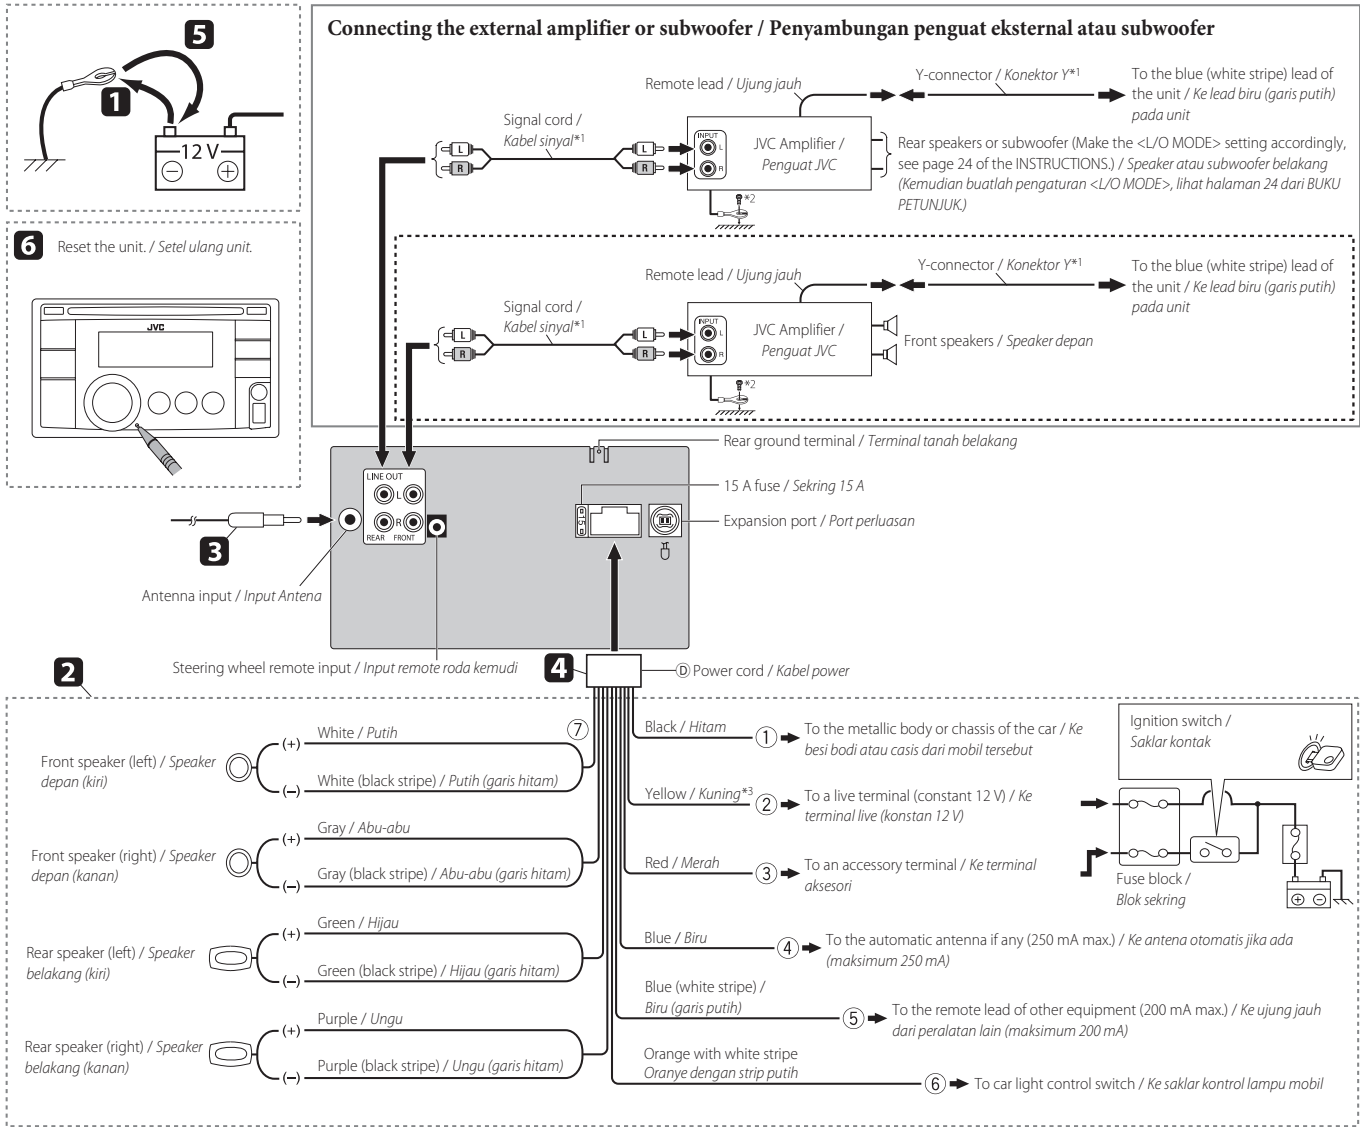 Connecting the external amplifier or subwoofer / Penyambungan penguat eksternal atau subwoofer
5
1
12 V
6
Reset the unit. / Setel ulang unit.
JVC
Remote lead / Ujung jauh
Y-connector / Konektor Y*1
To the blue (white stripe) lead of
the unit / Ke lead biru (garis putih)
pada unit
Signal cord /
Kabel sinyal*1
L
R
L
R
INPUT
L
R
JVC Amplifier /
Penguat JVC
*2
Rear speakers or subwoofer (Make the <L/O MODE> setting accordingly,
see page 24 of the INSTRUCTIONS.) / Speaker atau subwoofer belakang
(Kemudian buatlah pengaturan <L/O MODE>, lihat halaman 24 dari BUKU
PETUNJUK.)
Remote lead / Ujung jauh
Y-connector / Konektor Y*1
To the blue (white stripe) lead of
the unit / Ke lead biru (garis putih)
pada unit
Signal cord /
Kabel sinyal*1
L
R
L
R
INPUT
L
R
JVC Amplifier /
Penguat JVC
*2
Front speakers / Speaker depan
Rear ground terminal / Terminal tanah belakang
15 A fuse / Sekring 15 A
Expansion port / Port perluasan
LINE OUT
L
R
REAR FRONT
15
3
Antenna input / Input Antena
Steering wheel remote input / Input remote roda kemudi
4
D Power cord / Kabel power
2
Front speaker (left) / Speaker
depan (kiri)
(+)
White / Putih
(−)
White (black stripe) / Putih (garis hitam)
7
Front speaker (right) / Speaker
depan (kanan)
(+)
Gray / Abu-abu
(−)
Gray (black stripe) / Abu-abu (garis hitam)
Rear speaker (left) / Speaker
belakang (kiri)
(+)
Green / Hijau
(−)
Green (black stripe) / Hijau (garis hitam)
Rear speaker (right) / Speaker
belakang (kanan)
(+)
Purple / Ungu
(−)
Purple (black stripe) / Ungu (garis hitam)
Black / Hitam
1
To the metallic body or chassis of the car / Ke
besi bodi atau casis dari mobil tersebut
Yellow / Kuning*3
2
To a live terminal (constant 12 V) / Ke
terminal live (konstan 12 V)
Red / Merah
3
To an accessory terminal / Ke terminal
aksesori
Ignition switch /
Saklar kontak
Fuse block /
Blok sekring
Blue / Biru
4
To the automatic antenna if any (250 mA max.) / Ke antena otomatis jika ada
(maksimum 250 mA)
Blue (white stripe) /
Biru (garis putih)
5
To the remote lead of other equipment (200 mA max.) / Ke ujung jauh
dari peralatan lain (maksimum 200 mA)
Orange with white stripe
Oranye dengan strip putih
6
To car light control switch / Ke saklar kontrol lampu mobil